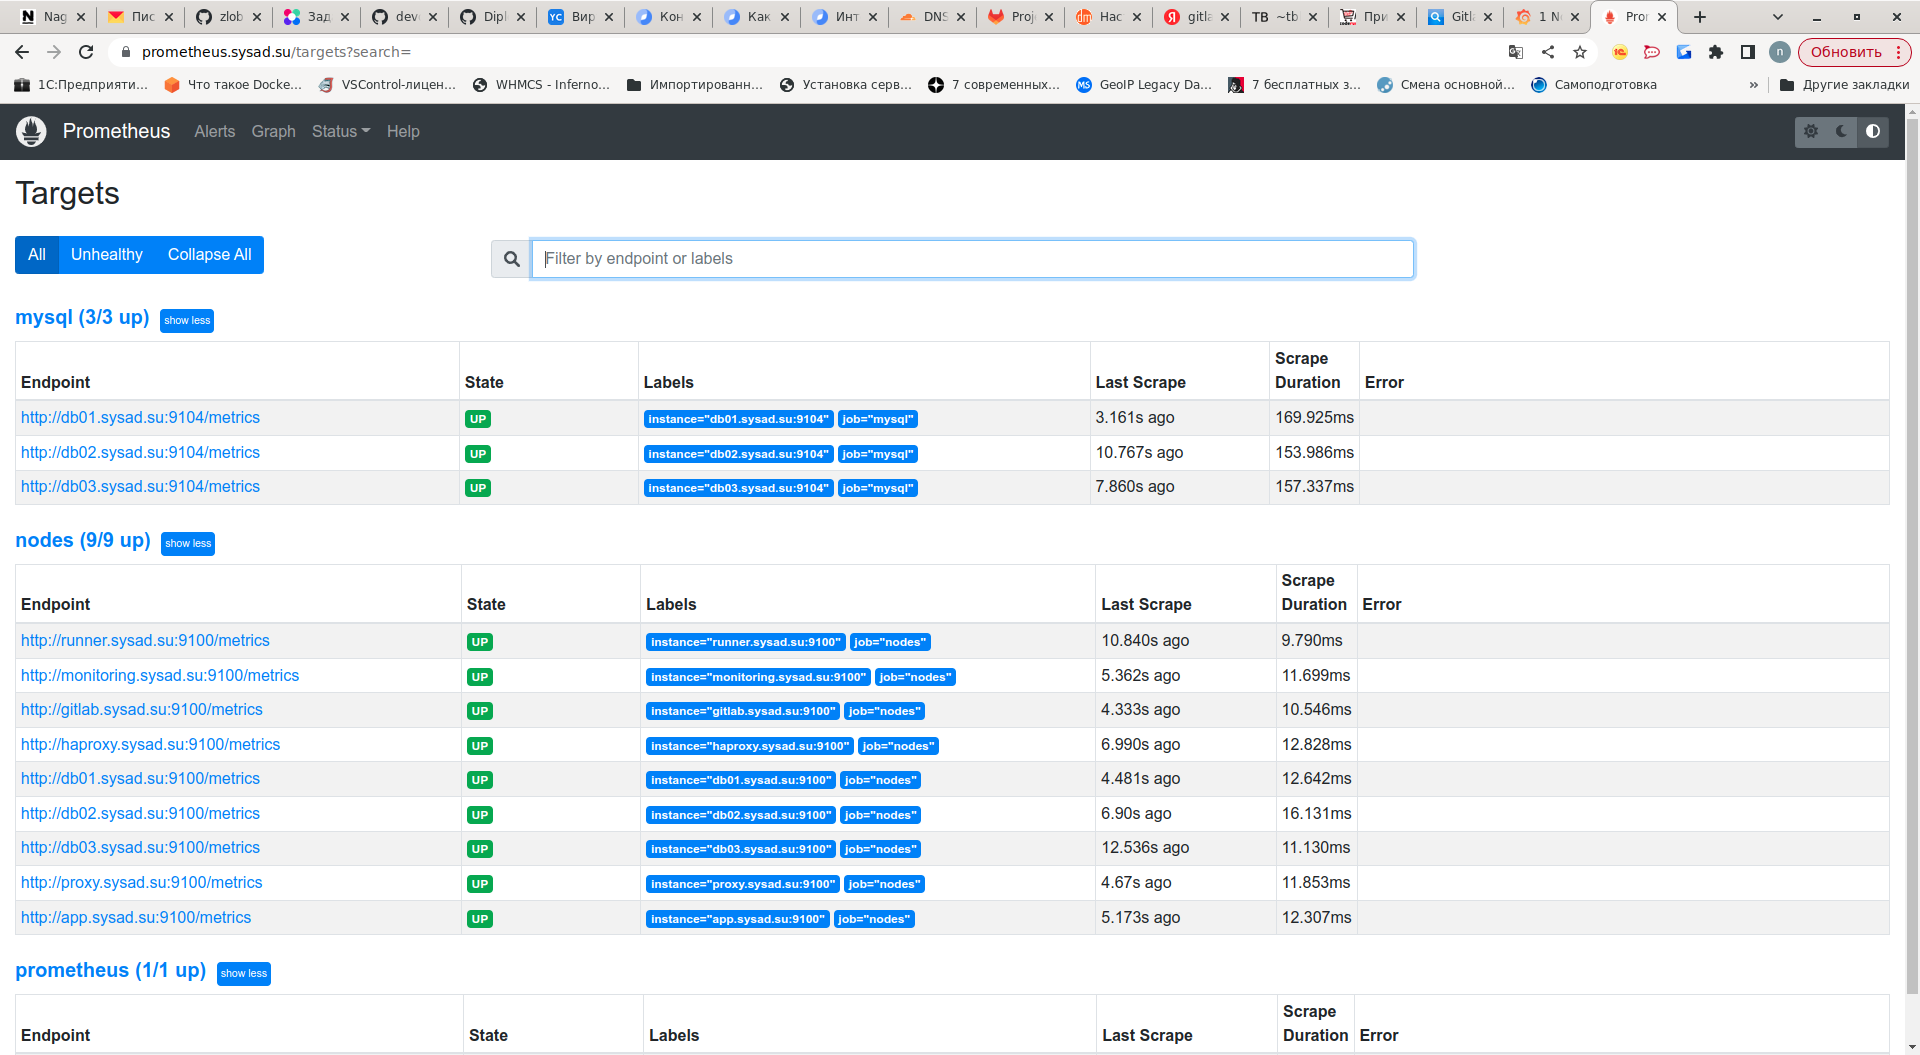 Nag Пис zlob Зад dev Dipl Вир Кон Как Инт DNS Proj Нас gitla ~tb При Gitl 1 N Pror
prometheus.sysad.su/targets?search= n Обновить
1С:Предприяти... Что такое Docke... VSControl-лицен... WHMCS - Inferno... Импортированн... Установка серв... 7 современных... GeoIP Legacy Da... 7 бесплатных з... Смена основной... Самоподготовка » Другие закладки
Prometheus Alerts Graph Status Help
Targets
All Unhealthy Collapse All Filter by endpoint or labels
mysql (3/3 up) show less
Endpoint State Labels Last Scrape Scrape Duration Error
http://db01.sysad.su:9104/metrics UP instance="db01.sysad.su:9104" job="mysql" 3.161s ago 169.925ms
http://db02.sysad.su:9104/metrics UP instance="db02.sysad.su:9104" job="mysql" 10.767s ago 153.986ms
http://db03.sysad.su:9104/metrics UP instance="db03.sysad.su:9104" job="mysql" 7.860s ago 157.337ms
nodes (9/9 up) show less
Endpoint State Labels Last Scrape Scrape Duration Error
http://runner.sysad.su:9100/metrics UP instance="runner.sysad.su:9100" job="nodes" 10.840s ago 9.790ms
http://monitoring.sysad.su:9100/metrics UP instance="monitoring.sysad.su:9100" job="nodes" 5.362s ago 11.699ms
http://gitlab.sysad.su:9100/metrics UP instance="gitlab.sysad.su:9100" job="nodes" 4.333s ago 10.546ms
http://haproxy.sysad.su:9100/metrics UP instance="haproxy.sysad.su:9100" job="nodes" 6.990s ago 12.828ms
http://db01.sysad.su:9100/metrics UP instance="db01.sysad.su:9100" job="nodes" 4.481s ago 12.642ms
http://db02.sysad.su:9100/metrics UP instance="db02.sysad.su:9100" job="nodes" 6.90s ago 16.131ms
http://db03.sysad.su:9100/metrics UP instance="db03.sysad.su:9100" job="nodes" 12.536s ago 11.130ms
http://proxy.sysad.su:9100/metrics UP instance="proxy.sysad.su:9100" job="nodes" 4.67s ago 11.853ms
http://app.sysad.su:9100/metrics UP instance="app.sysad.su:9100" job="nodes" 5.173s ago 12.307ms
prometheus (1/1 up) show less
Endpoint State Labels Last Scrape Scrape Duration Error